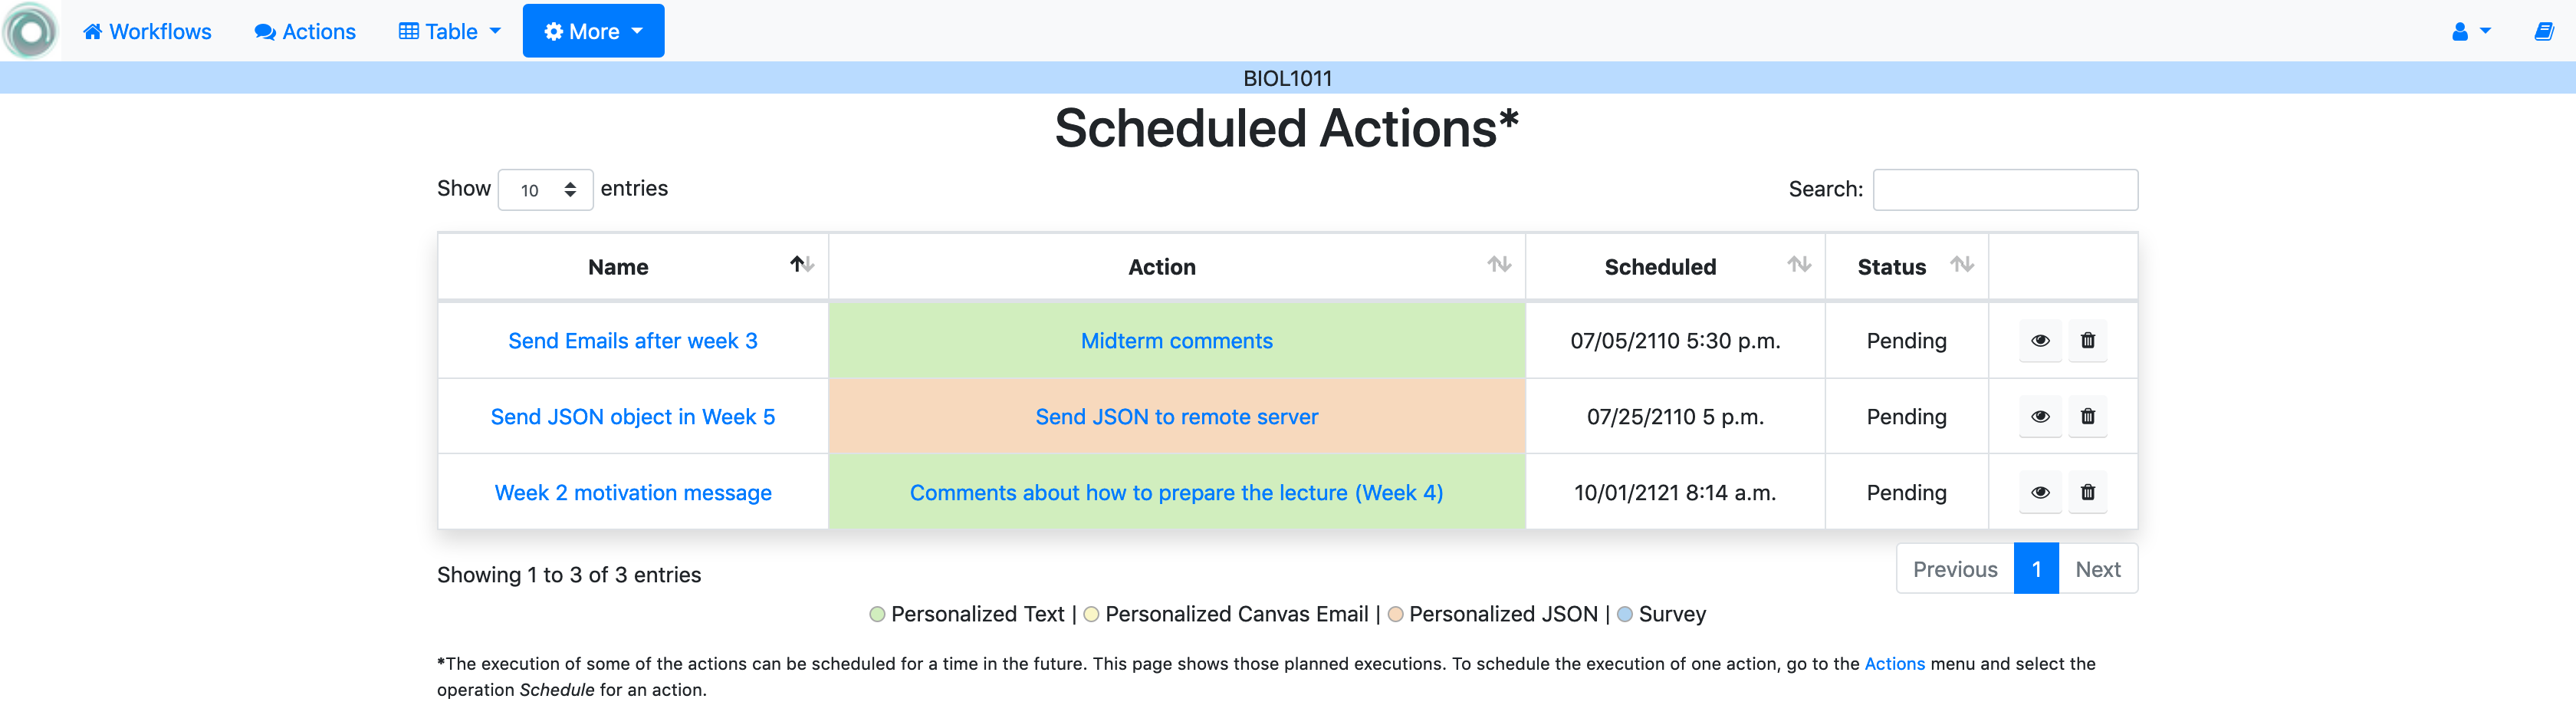 Workflows Actions Table More
BIOL1011
Scheduled Actions*
Show 10 entries Search:
Name Action Scheduled Status
Send Emails after week 3 Midterm comments 07/05/2110 5:30 p.m. Pending
Send JSON object in Week 5 Send JSON to remote server 07/25/2110 5 p.m. Pending
Week 2 motivation message Comments about how to prepare the lecture (Week 4) 10/01/2121 8:14 a.m. Pending
Showing 1 to 3 of 3 entries Previous 1 Next
Personalized Text | Personalized Canvas Email | Personalized JSON | Survey
*The execution of some of the actions can be scheduled for a time in the future. This page shows those planned executions. To schedule the execution of one action, go to the Actions menu and select the
operation Schedule for an action.